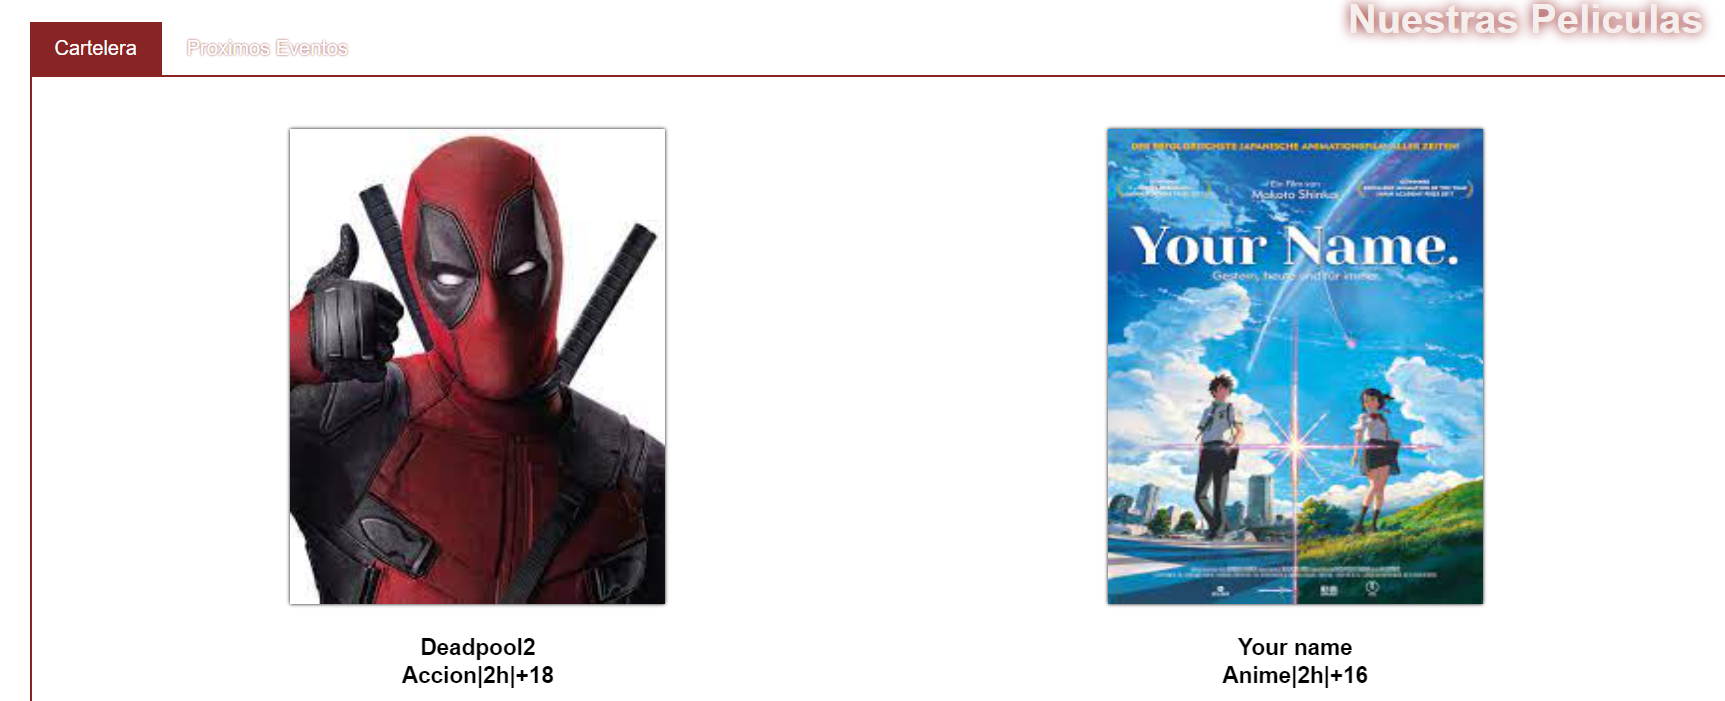 Nuestras Peliculas
Cartelera
Proximos Eventos
DER ERFOLGREICHSTE JAPANISCHE ANIMATIONSFILM ALLER ZEITEN!
Ein Film von
Makoto Shinkai
Your Name.
Gestern, heute und für immer.
Deadpool2
Accion|2h|+18
Your name
Anime|2h|+16